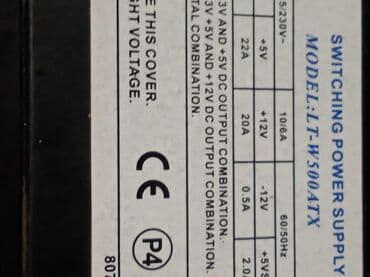 SWITCHING POWER SUPPLY
MODEL:LT-W500ATX
5/230V~ 10/6A 60/50Hz
+5V +12V -12V +5VS
22A 20A 0.5A 2.0
3V AND +5V DC OUTPUT COMBINATION.
3V +5V AND +12V DC OUTPUT COMBINATION.
TAL COMBINATION.
E THIS COVER.
GHT VOLTAGE.
CE P4
807